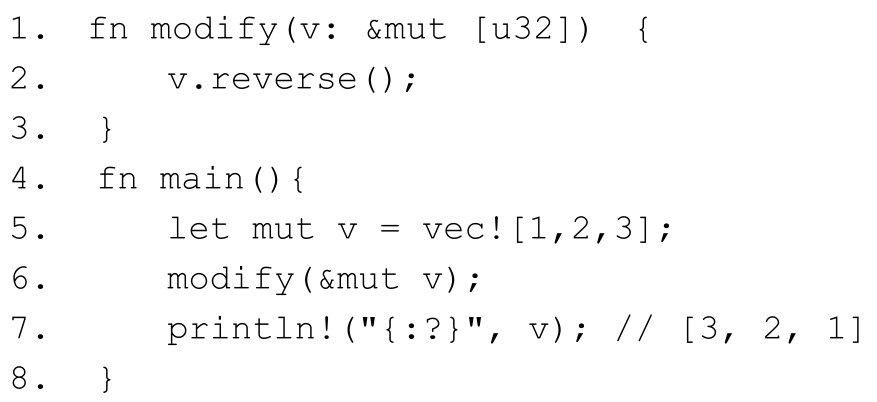 1. fn modify(v: &mut [u32]) {
2. v.reverse();
3. }
4. fn main(){
5. let mut v = vec![1,2,3];
6. modify(&mut v);
7. println!("{:?}", v); // [3, 2, 1]
8. }